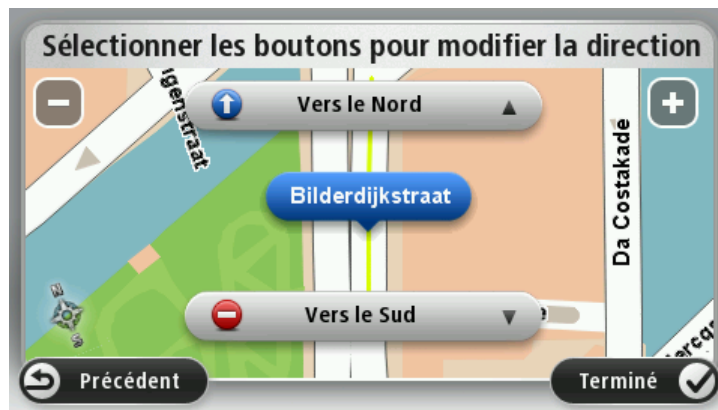 Sélectionner les boutons pour modifier la direction
Vers le Nord
Bilderdijkstraat
Da Costakade
Vers le Sud
N
Précédent
Terminé